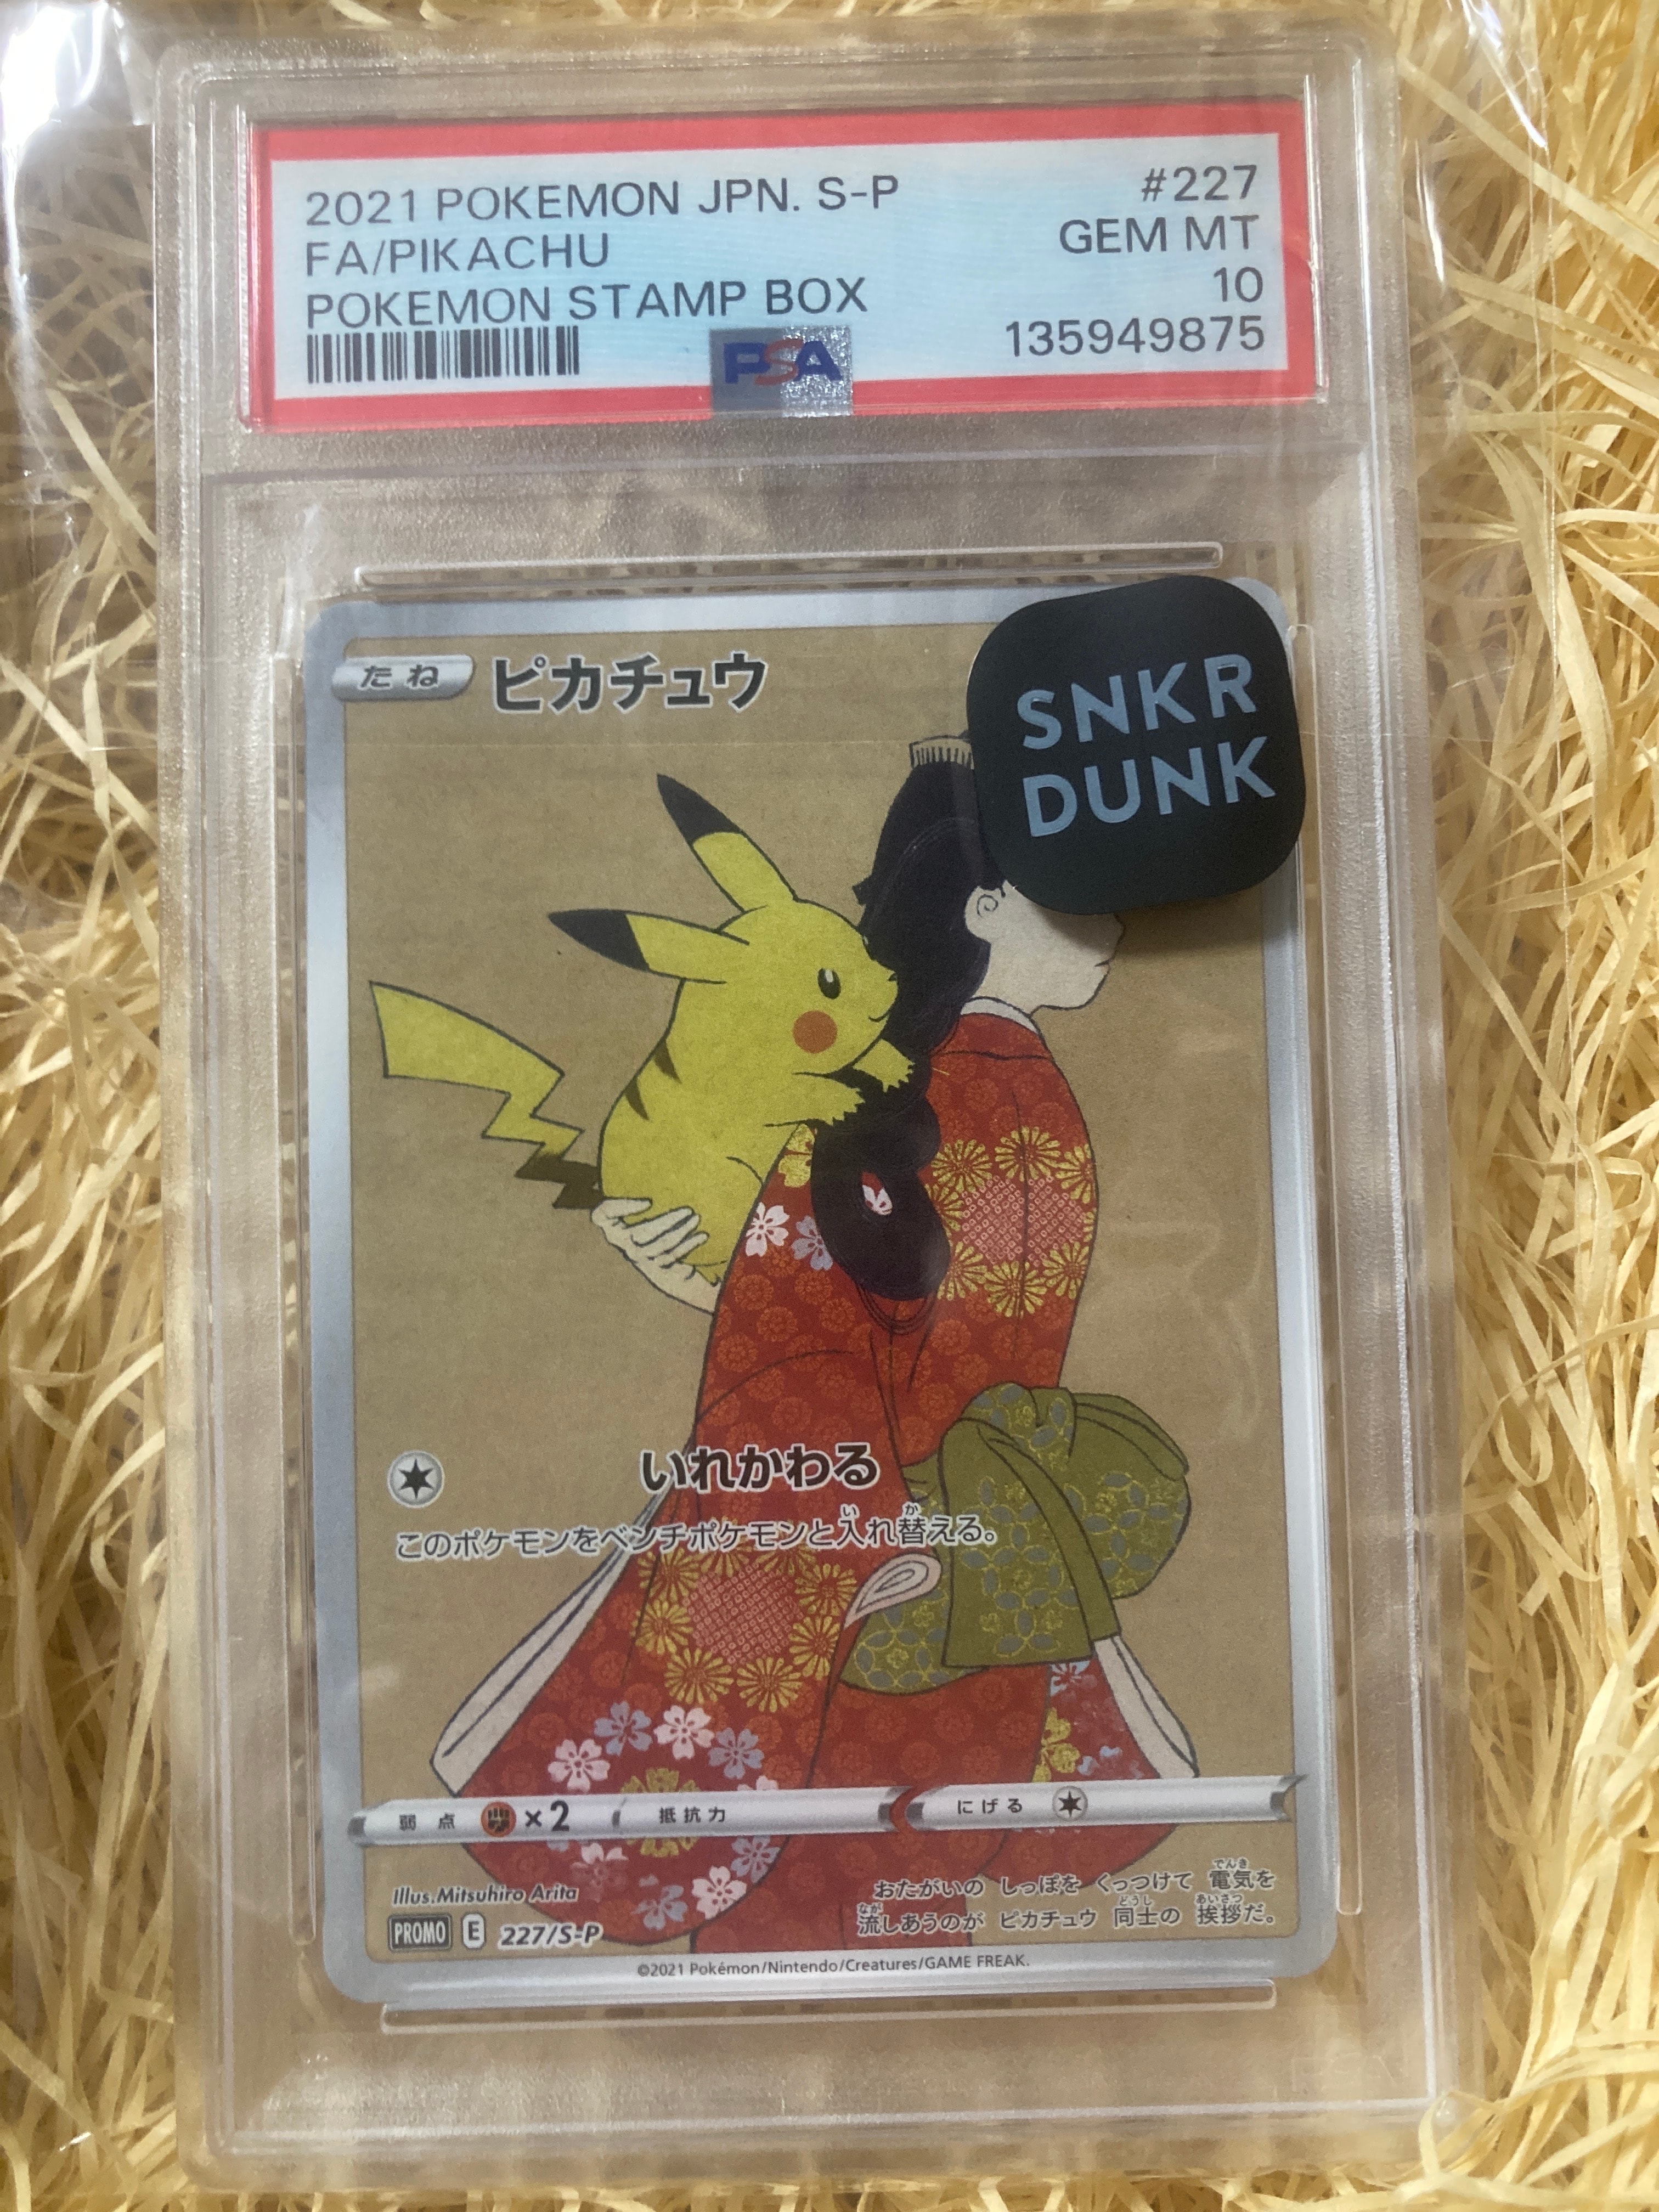 2021 POKEMON JPN. S-P #227
FA/PIKACHU GEM MT
POKEMON STAMP BOX 10
PSA 135949875
たね ピカチュウ
SNKR
DUNK
いれかわる
このポケモンをベンチポケモンと入れ替える。
弱点 ×2 抵抗力 にげる
Illus. Mitsuhiro Arita
おたがいの しっぽを くっつけて 電気を
流しあうのが ピカチュウ 同士の 挨拶だ。
PROMO E 227/S-P
©2021 Pokémon/Nintendo/Creatures/GAME FREAK.